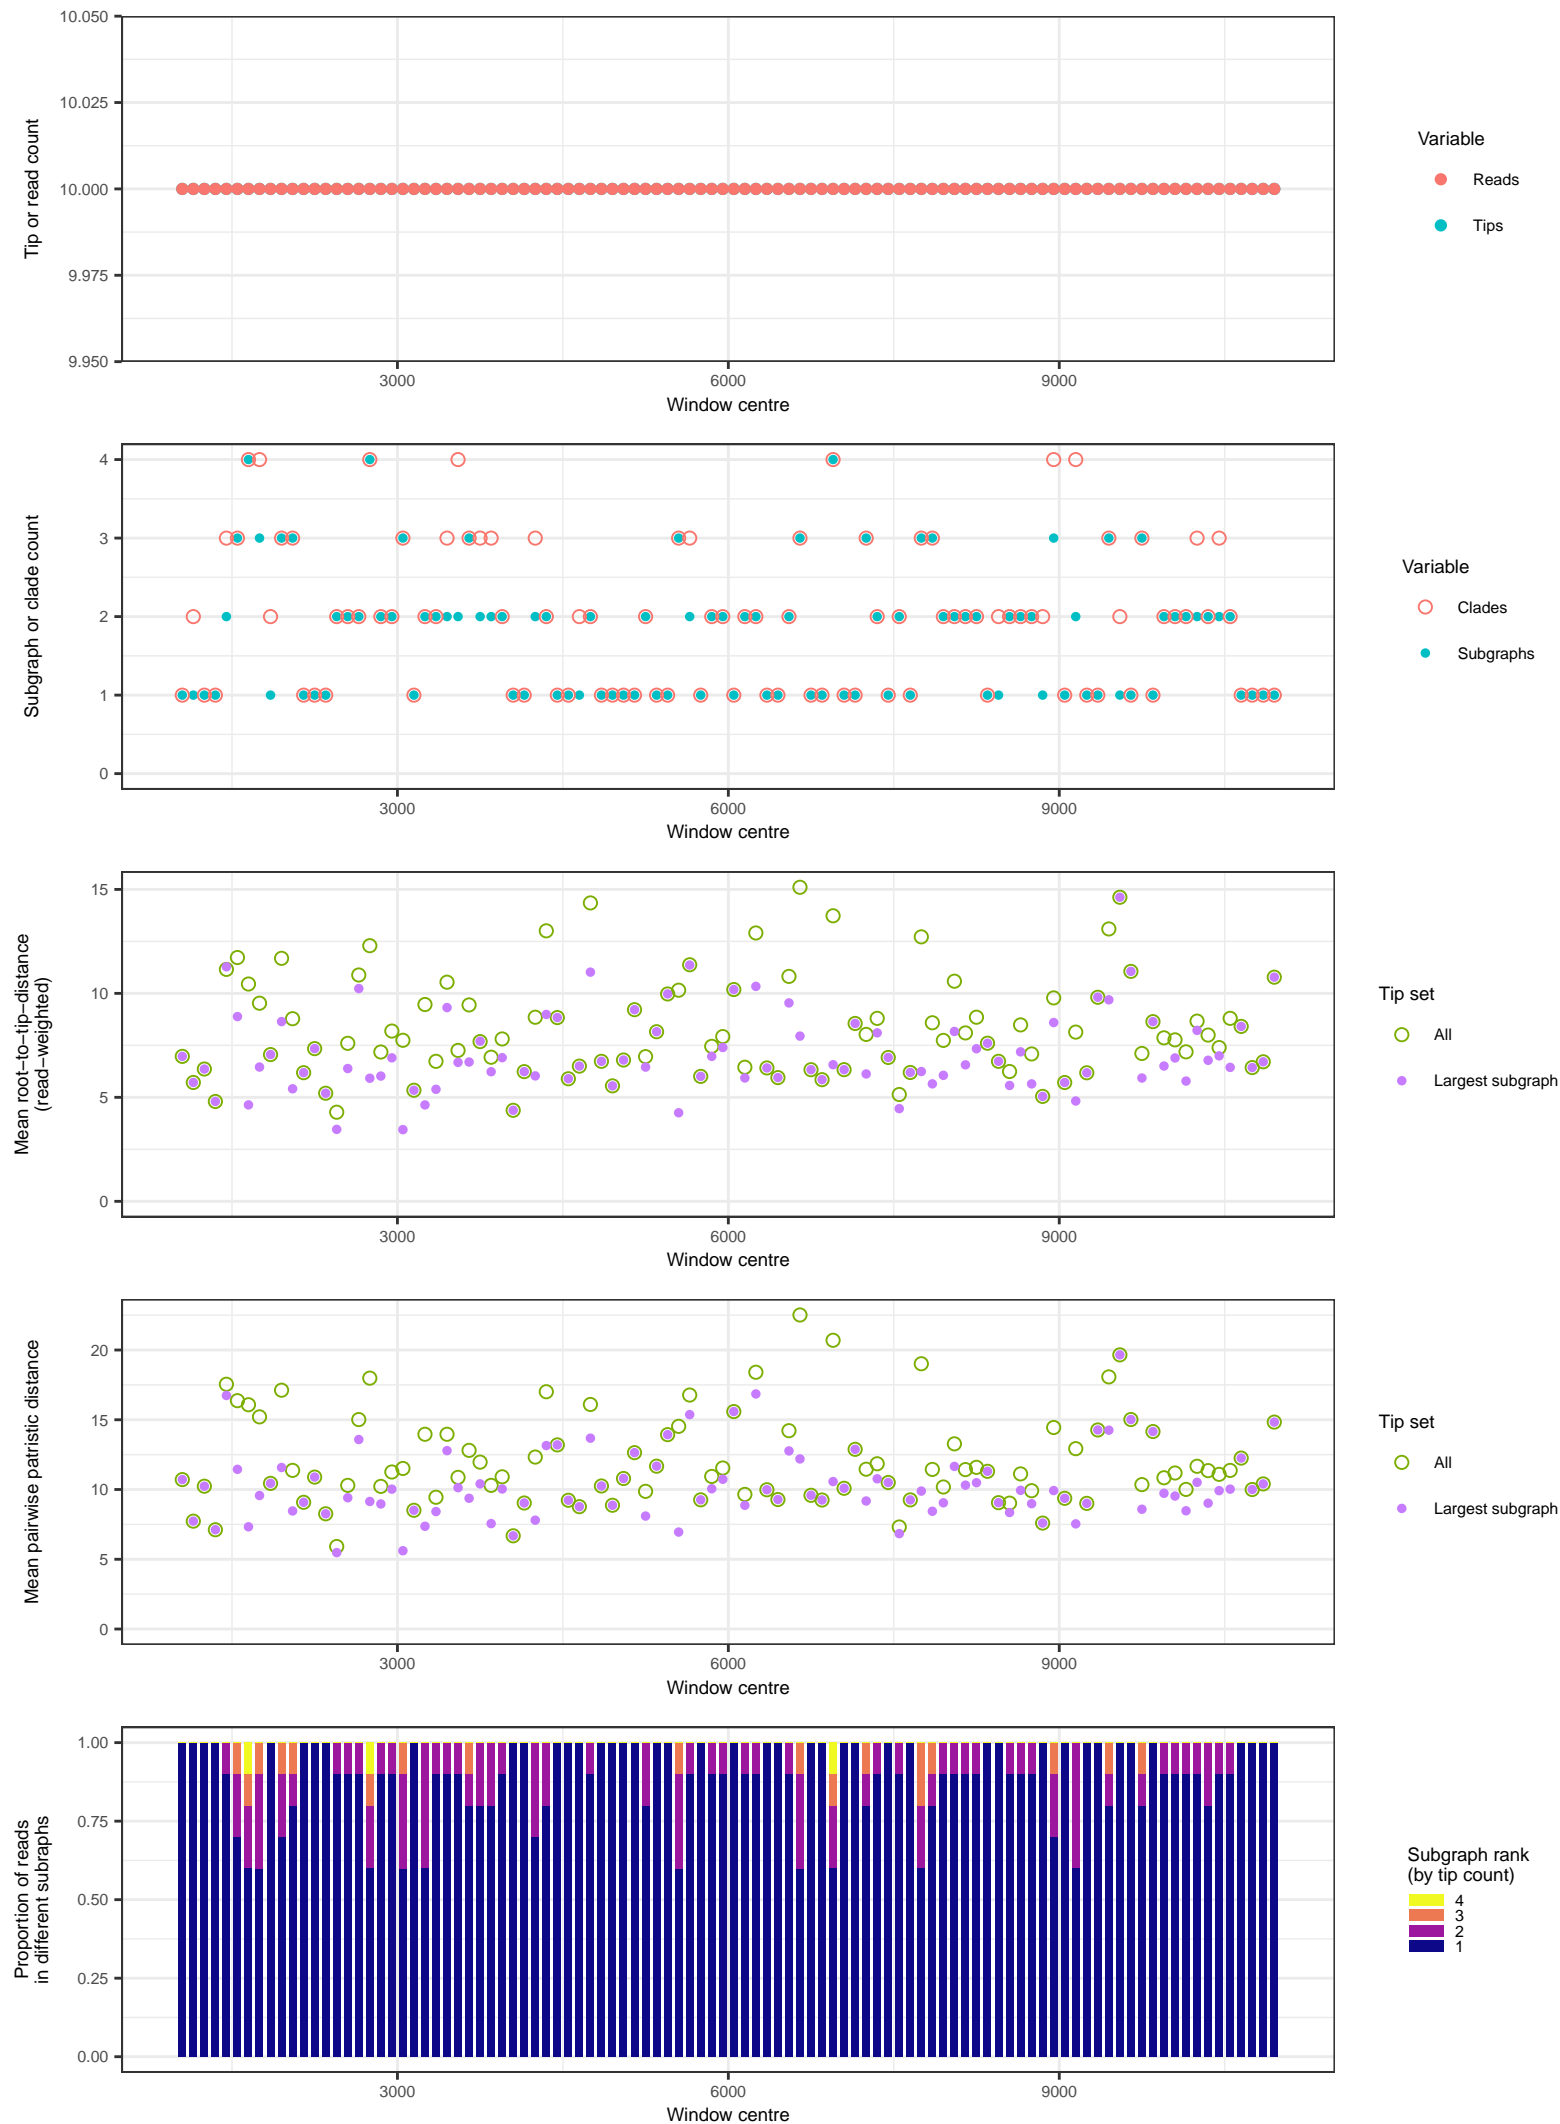 10.050
10.025
10.000
9.975
9.950
Tip or read count
3000 6000 9000
Window centre
Variable
Reads
Tips
4
3
2
1
0
Subgraph or clade count
3000 6000 9000
Window centre
Variable
Clades
Subgraphs
15
10
5
0
Mean root−to−tip−distance
(read−weighted)
3000 6000 9000
Window centre
Tip set
All
Largest subgraph
20
15
10
5
0
Mean pairwise patristic distance
3000 6000 9000
Window centre
Tip set
All
Largest subgraph
1.00
0.75
0.50
0.25
0.00
Proportion of reads
in different subraphs
3000 6000 9000
Window centre
Subgraph rank
(by tip count)
4
3
2
1